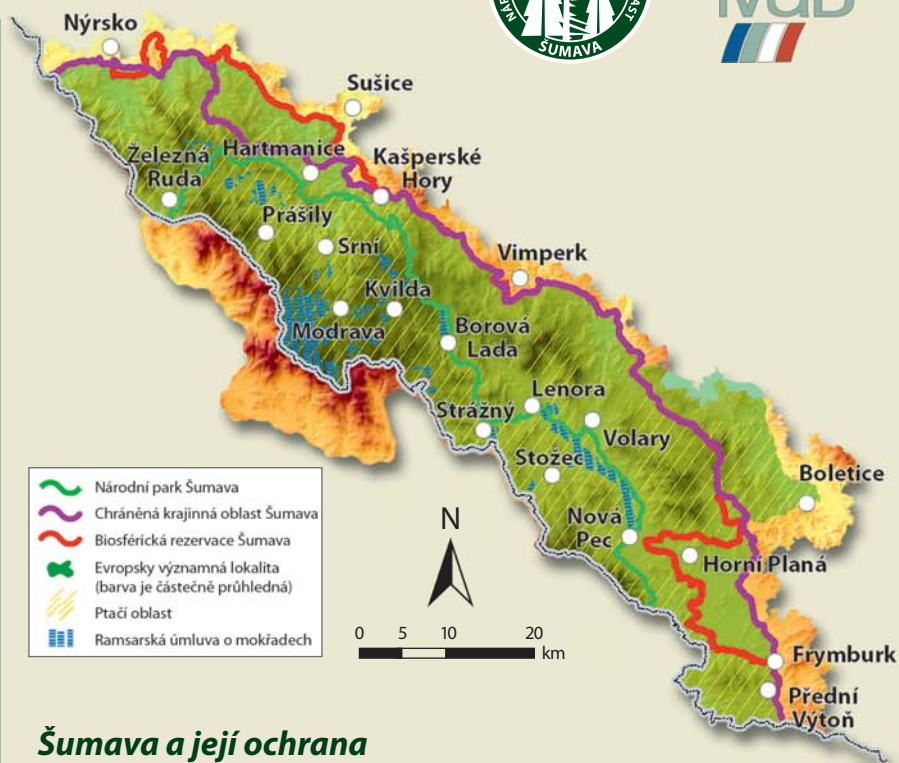 NÁR
AST
ŠUMAVA
Nýrsko
Sušice
Železná
Ruda
Hartmanice
Kašperské
Hory
Prášily
Srní
Vimperk
Kvilda
Modrava
Borová
Lada
Lenora
Strážný
Volary
Stožec
Boletice
Nová
Pec
Horní Planá
Frymburk
Přední
Výtoň
Národní park Šumava
Chráněná krajinná oblast Šumava
Biosférická rezervace Šumava
Evropsky významná lokalita
(barva je částečně průhledná)
Ptačí oblast
Ramsarská úmluva o mokřadech
N
0 5 10 20
km
Šumava a její ochrana